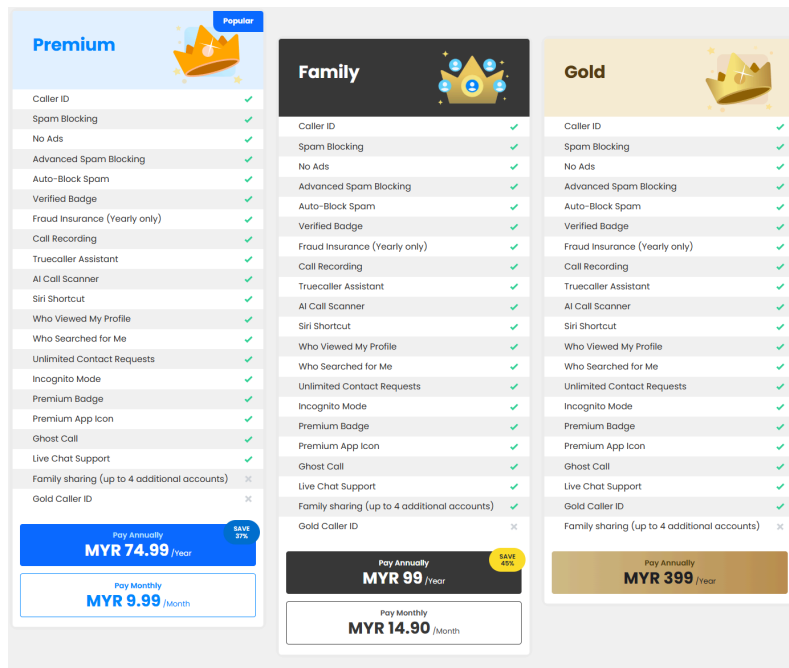 Popular
Premium
Caller ID
Spam Blocking
No Ads
Advanced Spam Blocking
Auto-Block Spam
Verified Badge
Fraud Insurance (Yearly only)
Call Recording
Truecaller Assistant
AI Call Scanner
Siri Shortcut
Who Viewed My Profile
Who Searched for Me
Unlimited Contact Requests
Incognito Mode
Premium Badge
Premium App Icon
Ghost Call
Live Chat Support
Family sharing (up to 4 additional accounts)
Gold Caller ID
SAVE
37%
Pay Annually
MYR 74.99 /Year
Pay Monthly
MYR 9.99 /Month
Family
Caller ID
Spam Blocking
No Ads
Advanced Spam Blocking
Auto-Block Spam
Verified Badge
Fraud Insurance (Yearly only)
Call Recording
Truecaller Assistant
AI Call Scanner
Siri Shortcut
Who Viewed My Profile
Who Searched for Me
Unlimited Contact Requests
Incognito Mode
Premium Badge
Premium App Icon
Ghost Call
Live Chat Support
Family sharing (up to 4 additional accounts)
Gold Caller ID
SAVE
45%
Pay Annually
MYR 99 /Year
Pay Monthly
MYR 14.90 /Month
Gold
Caller ID
Spam Blocking
No Ads
Advanced Spam Blocking
Auto-Block Spam
Verified Badge
Fraud Insurance (Yearly only)
Call Recording
Truecaller Assistant
AI Call Scanner
Siri Shortcut
Who Viewed My Profile
Who Searched for Me
Unlimited Contact Requests
Incognito Mode
Premium Badge
Premium App Icon
Ghost Call
Live Chat Support
Gold Caller ID
Family sharing (up to 4 additional accounts)
Pay Annually
MYR 399 /Year